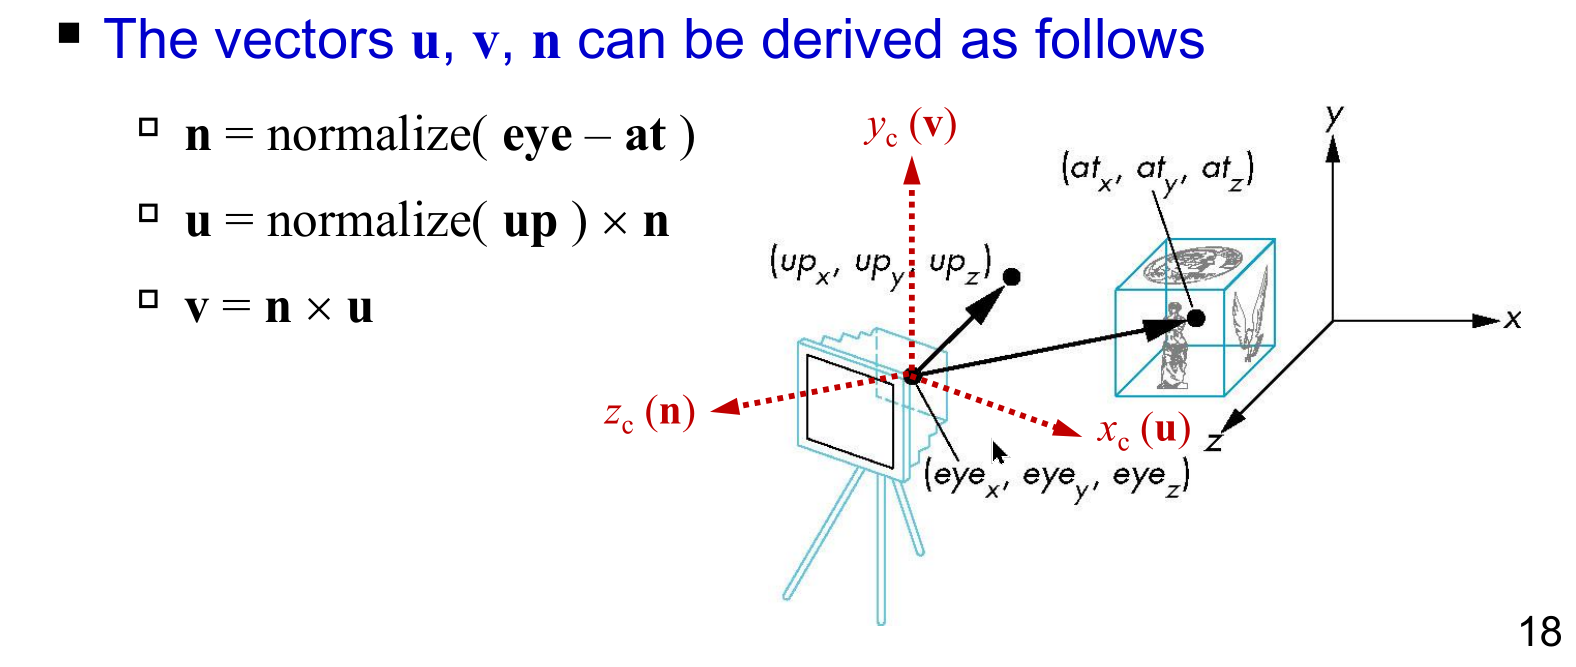 The vectors u, v, n can be derived as follows
n = normalize( eye – at )
u = normalize( up ) × n
v = n × u
y_c (v)
y
(at_x, at_y, at_z)
(up_x, up_y, up_z)
x
z_c (n)
x_c (u)
z
(eye_x, eye_y, eye_z)
18